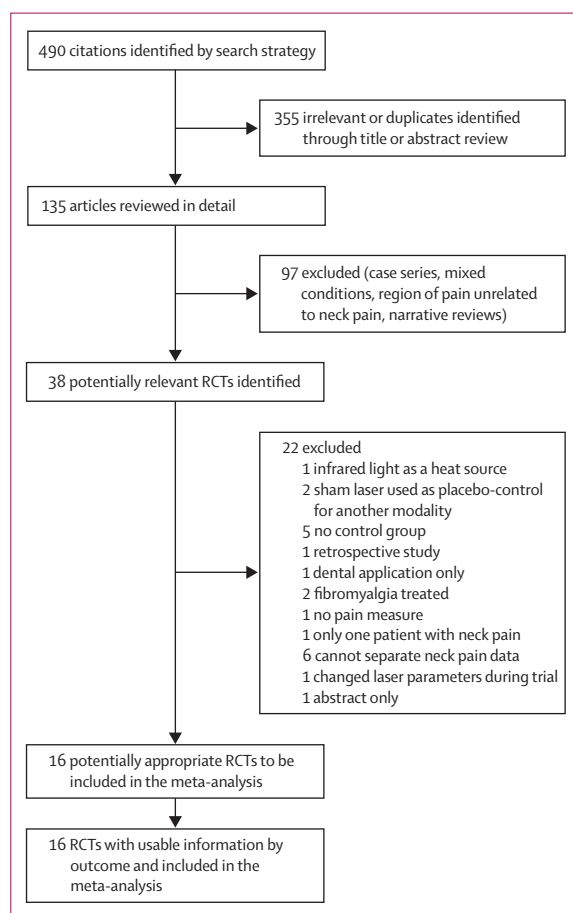 490 citations identified by search strategy
355 irrelevant or duplicates identified
through title or abstract review
135 articles reviewed in detail
97 excluded (case series, mixed
conditions, region of pain unrelated
to neck pain, narrative reviews)
38 potentially relevant RCTs identified
22 excluded
1 infrared light as a heat source
2 sham laser used as placebo-control
for another modality
5 no control group
1 retrospective study
1 dental application only
2 fibromyalgia treated
1 no pain measure
1 only one patient with neck pain
6 cannot separate neck pain data
1 changed laser parameters during trial
1 abstract only
16 potentially appropriate RCTs to be
included in the meta-analysis
16 RCTs with usable information by
outcome and included in the
meta-analysis